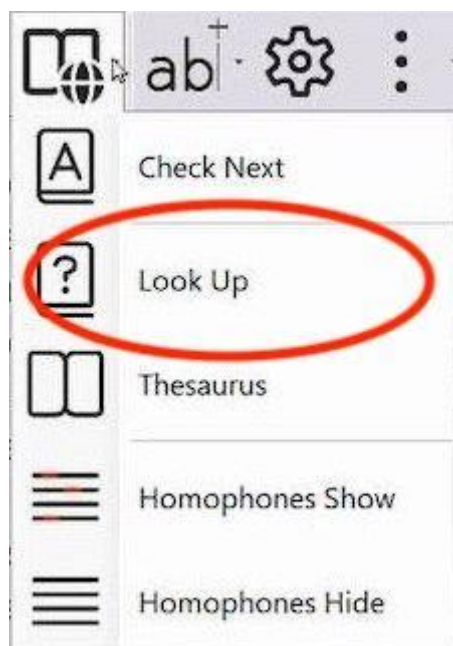 ab
A
Check Next
?
Look Up
Thesaurus
Homophones Show
Homophones Hide